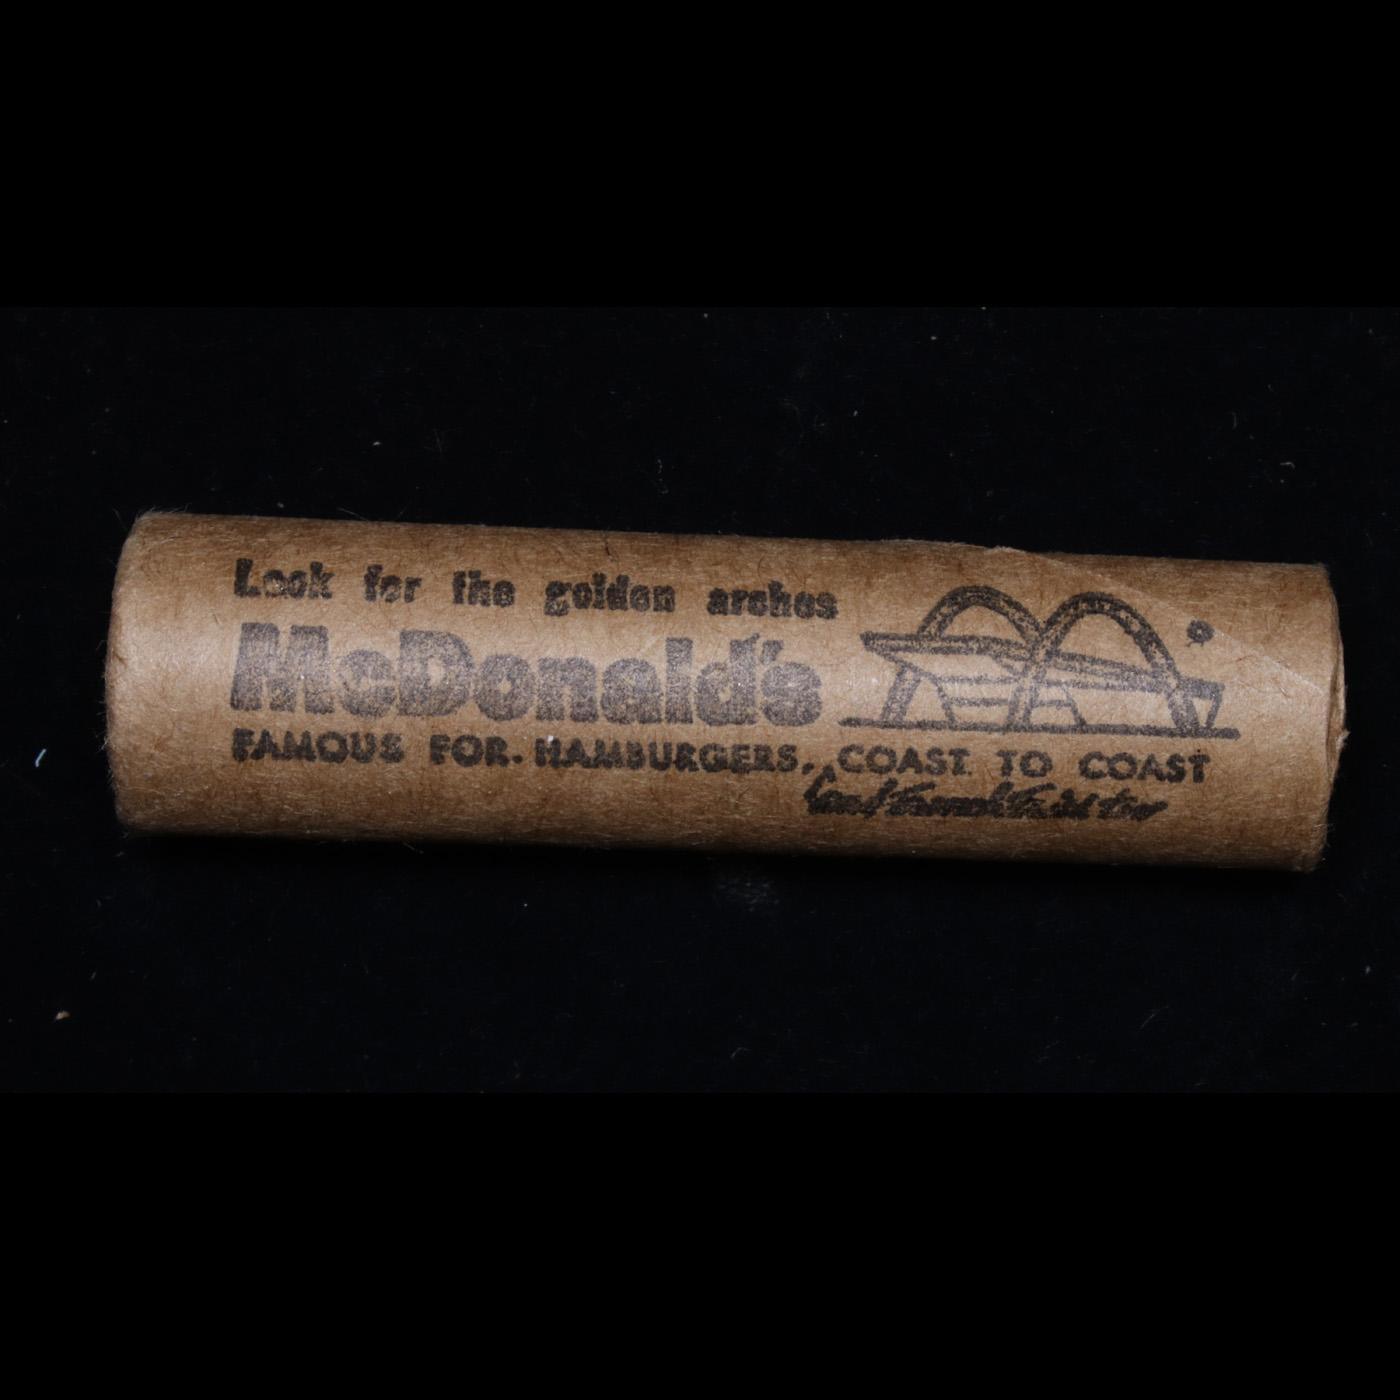 Look for the golden arches
McDonald's
FAMOUS FOR HAMBURGERS, COAST TO COAST